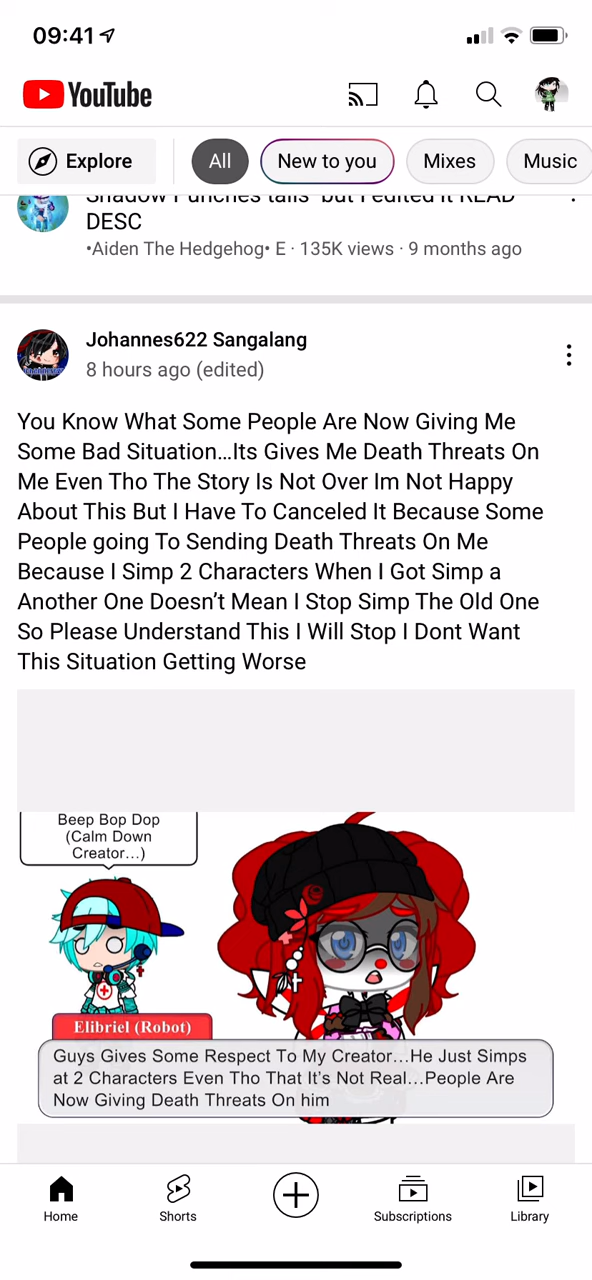 09:41
YouTube
Explore
All
New to you
Mixes
Music
Shadow Punches tails but I edited it READ
DESC
•Aiden The Hedgehog• E · 135K views · 9 months ago
Johannes622 Sangalang
8 hours ago (edited)
You Know What Some People Are Now Giving Me
Some Bad Situation...Its Gives Me Death Threats On
Me Even Tho The Story Is Not Over Im Not Happy
About This But I Have To Canceled It Because Some
People going To Sending Death Threats On Me
Because I Simp 2 Characters When I Got Simp a
Another One Doesn't Mean I Stop Simp The Old One
So Please Understand This I Will Stop I Dont Want
This Situation Getting Worse
Beep Bop Dop
(Calm Down
Creator...)
Elibriel (Robot)
Guys Gives Some Respect To My Creator...He Just Simps
at 2 Characters Even Tho That It's Not Real...People Are
Now Giving Death Threats On him
Home
Shorts
Subscriptions
Library